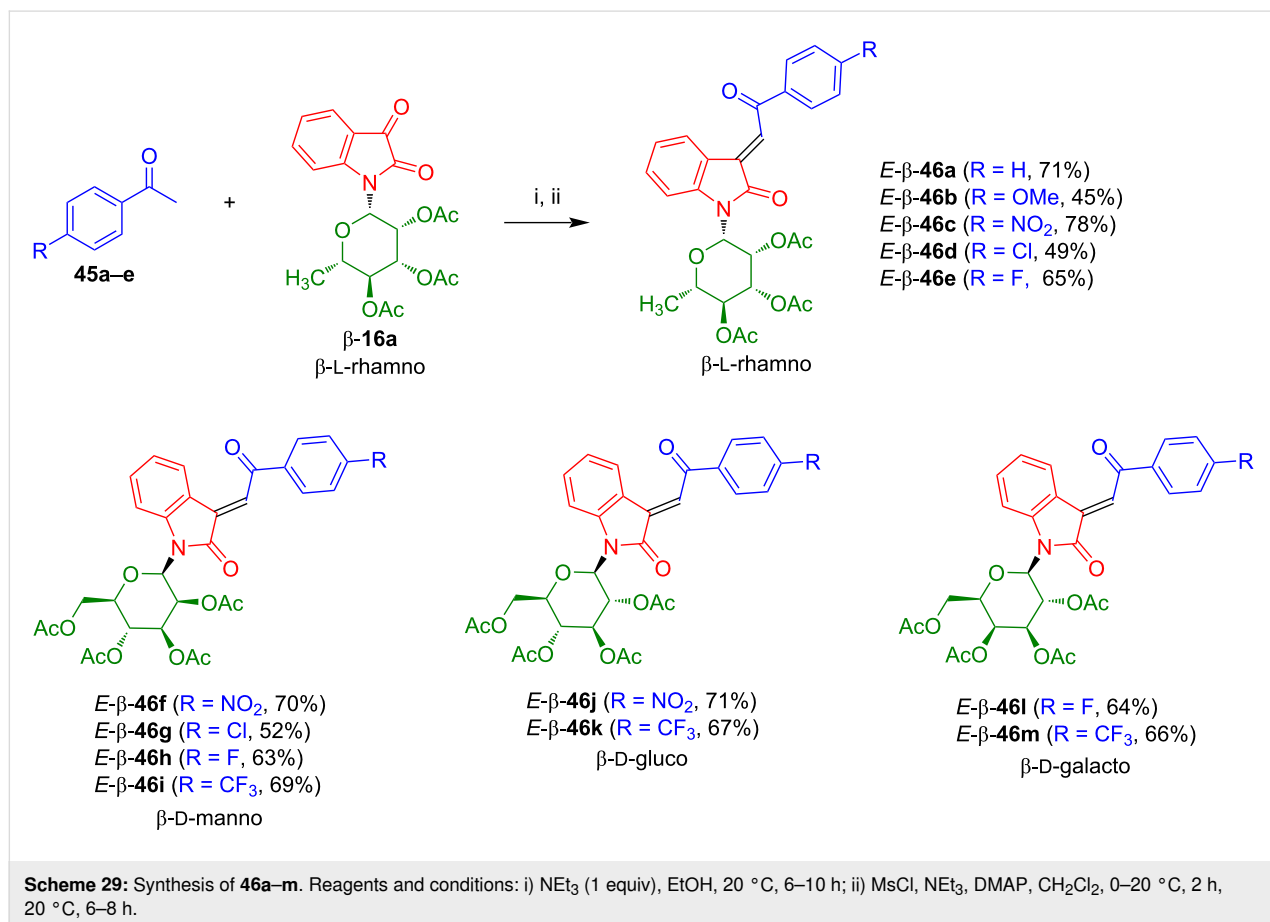 O
R
45a–e
+
O
O
N
O
OAc
OAc
H₃C
OAc
β-16a
β-L-rhamno
i, ii
O
R
O
N
O
OAc
OAc
H₃C
OAc
β-L-rhamno
E-β-46a (R = H, 71%)
E-β-46b (R = OMe, 45%)
E-β-46c (R = NO₂, 78%)
E-β-46d (R = Cl, 49%)
E-β-46e (R = F, 65%)
O
R
N
O
O
OAc
AcO
AcO
OAc
E-β-46f (R = NO₂, 70%)
E-β-46g (R = Cl, 52%)
E-β-46h (R = F, 63%)
E-β-46i (R = CF₃, 69%)
β-D-manno
O
R
N
O
O
OAc
AcO
AcO
OAc
E-β-46j (R = NO₂, 71%)
E-β-46k (R = CF₃, 67%)
β-D-gluco
O
R
N
O
O
OAc
AcO
AcO
OAc
E-β-46l (R = F, 64%)
E-β-46m (R = CF₃, 66%)
β-D-galacto
Scheme 29: Synthesis of 46a–m. Reagents and conditions: i) NEt₃ (1 equiv), EtOH, 20 °C, 6–10 h; ii) MsCl, NEt₃, DMAP, CH₂Cl₂, 0–20 °C, 2 h,
20 °C, 6–8 h.